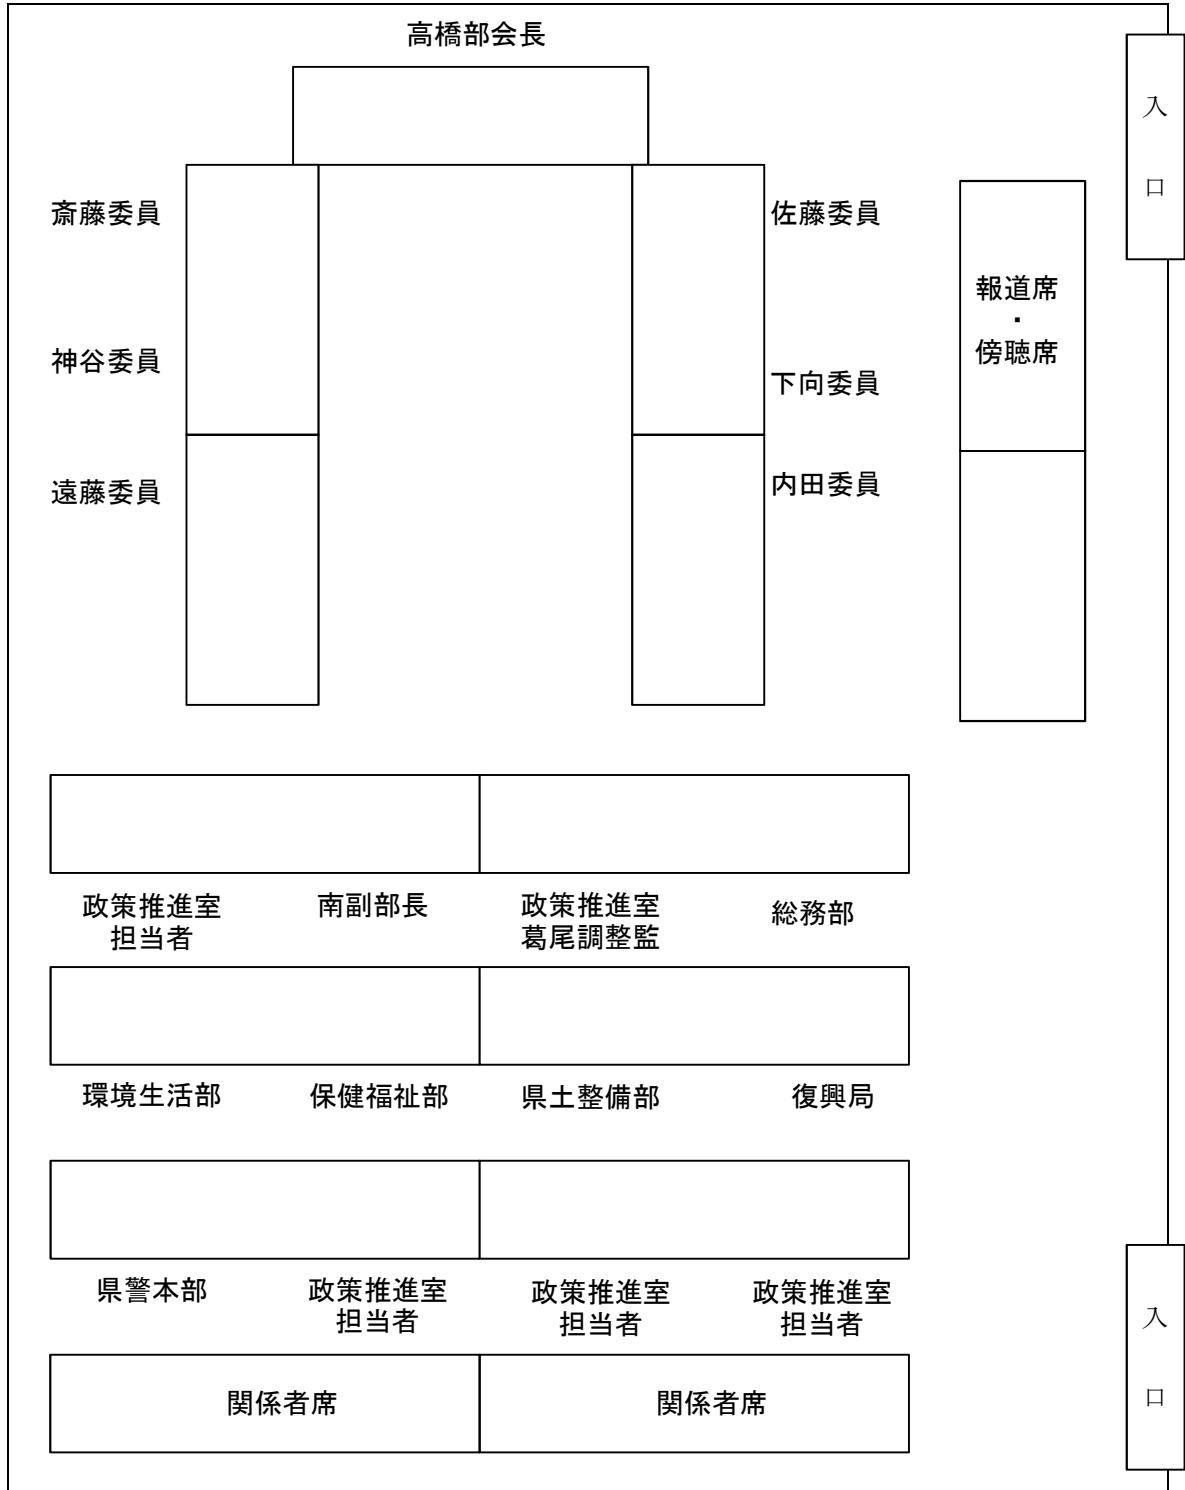 高橋部会長
入口
斎藤委員
佐藤委員
報道席
・
傍聴席
神谷委員
下向委員
遠藤委員
内田委員
政策推進室
担当者
南副部長
政策推進室
葛尾調整監
総務部
環境生活部
保健福祉部
県土整備部
復興局
県警本部
政策推進室
担当者
政策推進室
担当者
政策推進室
担当者
入口
関係者席
関係者席